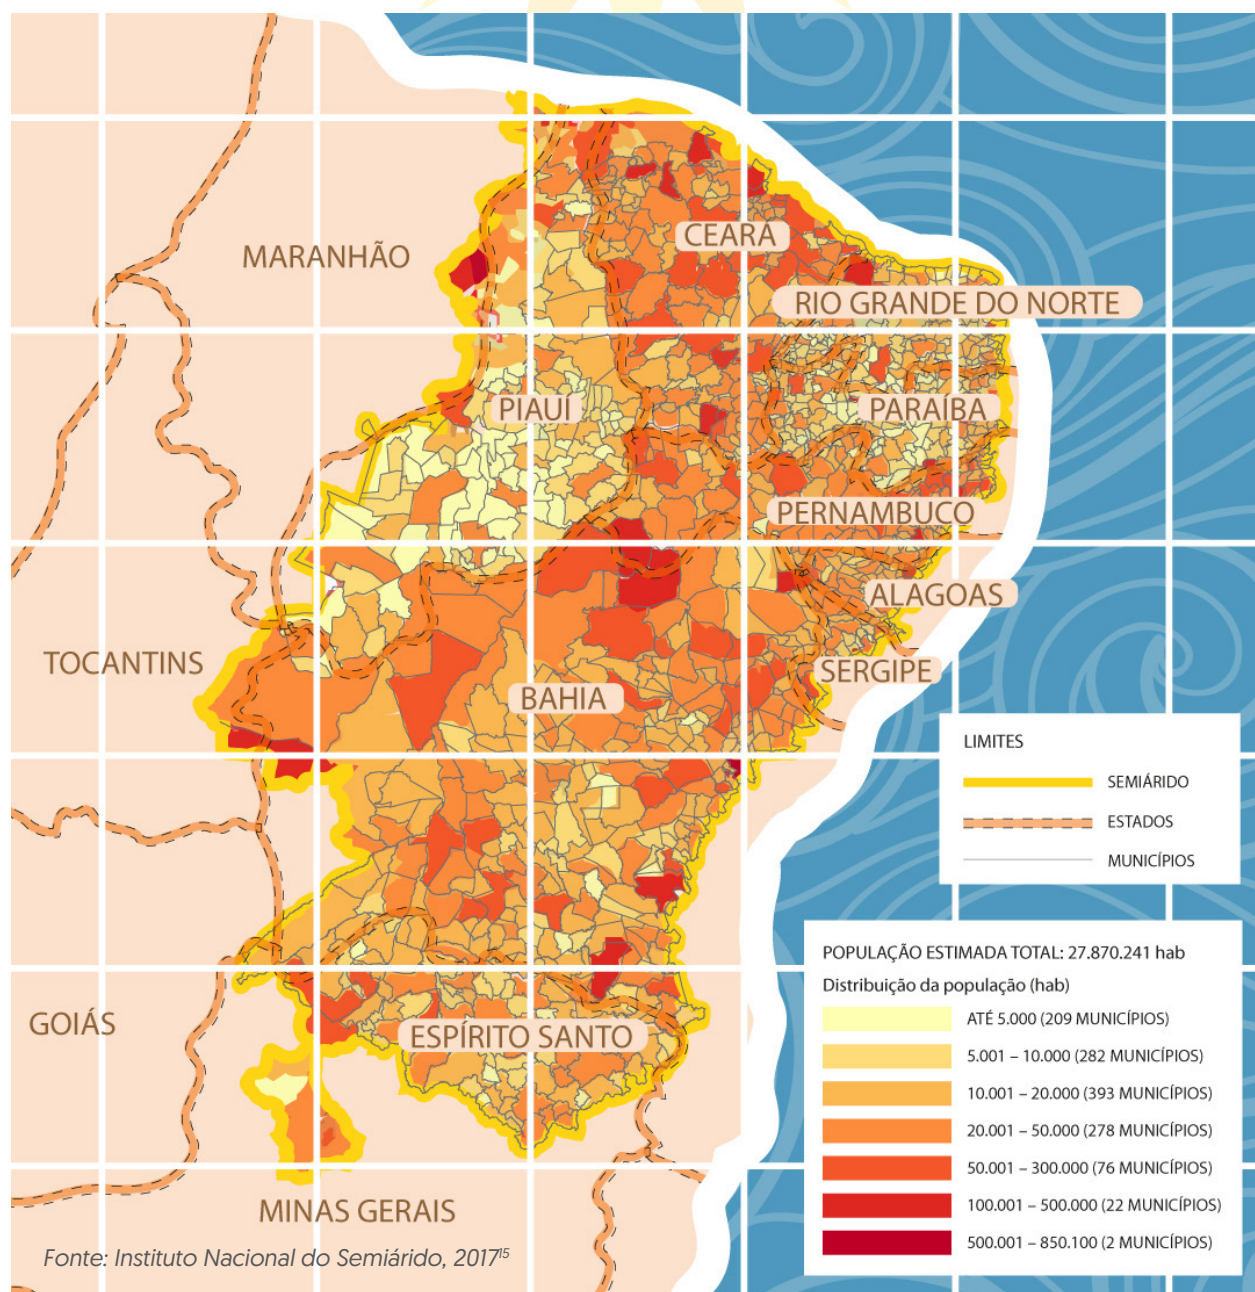 MARANHÃO
CEARÁ
RIO GRANDE DO NORTE
PIAUÍ
PARAÍBA
PERNAMBUCO
ALAGOAS
TOCANTINS
SERGIPE
BAHIA
LIMITES
SEMIÁRIDO
ESTADOS
MUNICÍPIOS
GOIÁS
ESPÍRITO SANTO
MINAS GERAIS
POPULAÇÃO ESTIMADA TOTAL: 27.870.241 hab
Distribuição da população (hab)
ATÉ 5.000 (209 MUNICÍPIOS)
5.001 – 10.000 (282 MUNICÍPIOS)
10.001 – 20.000 (393 MUNICÍPIOS)
20.001 – 50.000 (278 MUNICÍPIOS)
50.001 – 300.000 (76 MUNICÍPIOS)
100.001 – 500.000 (22 MUNICÍPIOS)
500.001 – 850.100 (2 MUNICÍPIOS)
Fonte: Instituto Nacional do Semiárido, 2017¹⁵